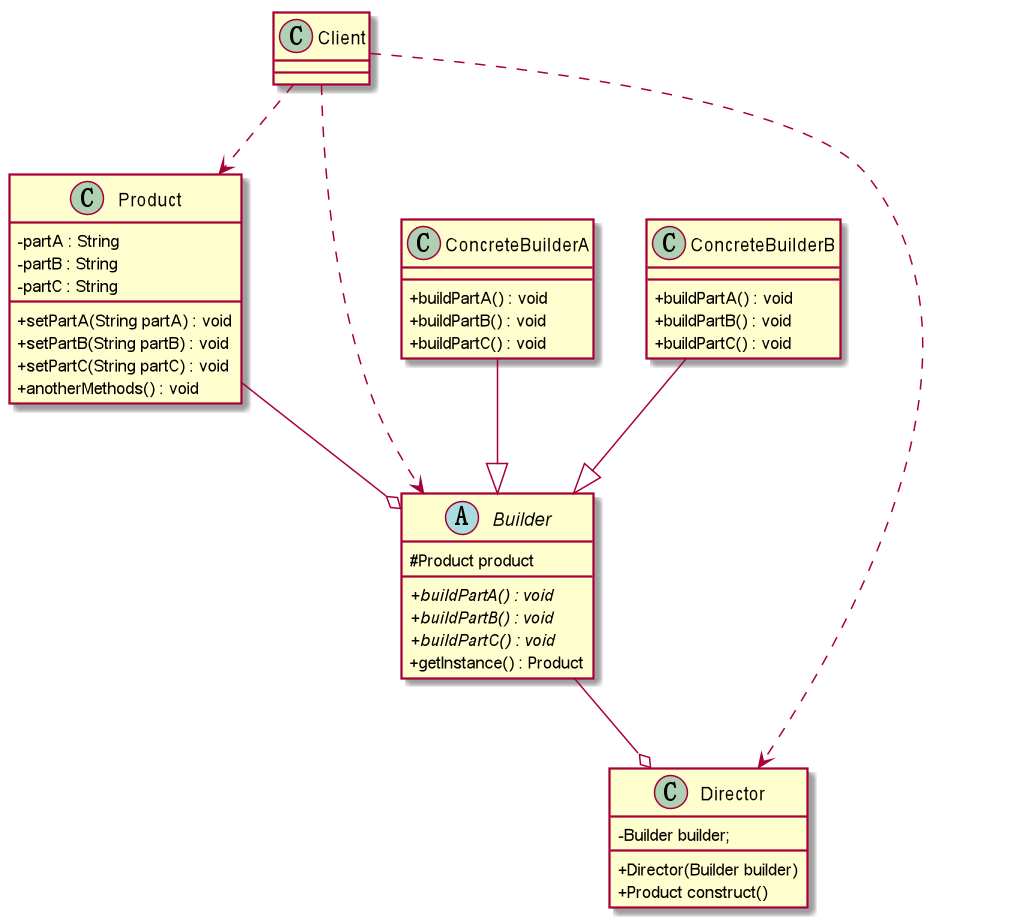 C Client
C Product
-partA : String
-partB : String
-partC : String
+setPartA(String partA) : void
+setPartB(String partB) : void
+setPartC(String partC) : void
+anotherMethods() : void
C ConcreteBuilderA
+buildPartA() : void
+buildPartB() : void
+buildPartC() : void
C ConcreteBuilderB
+buildPartA() : void
+buildPartB() : void
+buildPartC() : void
A Builder
#Product product
+buildPartA() : void
+buildPartB() : void
+buildPartC() : void
+getInstance() : Product
C Director
-Builder builder;
+Director(Builder builder)
+Product construct()